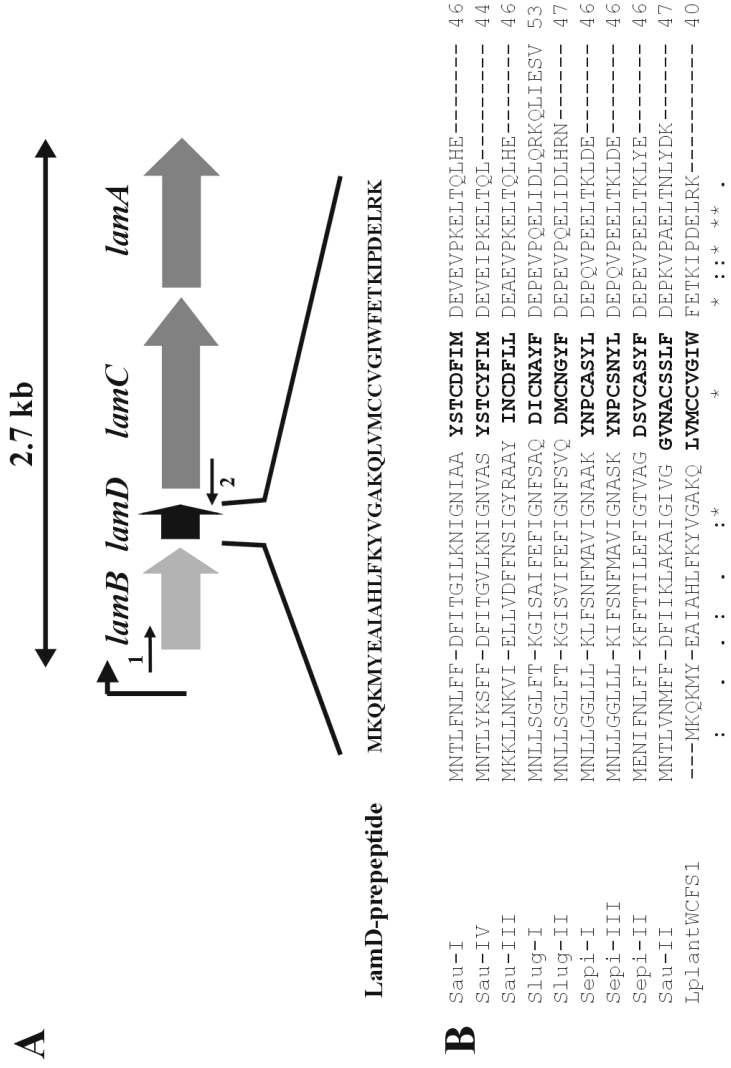 A
2.7 kb
lamB lamD lamC lamA
1
2
LamD-prepeptide MKQKMYEAIAHLFKYVGAKQLVMCCVGIWFETKIPDELRK
B
Sau-I MNTLFNLFF-DFITGILKNIGNIAA YSTCDFIM DEVEVPKELTQLHE------- 46
Sau-IV MNTLYKSFF-DFITGVLKNIGNVAS YSTCYFIM DEVEIPKELTQL--------- 44
Sau-III MKKLLNKVI-ELLVDFFNSIGYRAAY INCDFLL DEAEVPKELTQLHE------- 46
Slug-I MNLLSGLFT-KGISAIFEFIGNFSAQ DICNAYF DEPEVPQELIDLQRKQLIESV 53
Slug-II MNLLSGLFT-KGISVIFEFIGNFSVQ DMCNGYF DEPEVPQELIDLHRN------ 47
Sepi-I MNLLGGLLL-KLFSNFMAVIGNAAK YNPCASYL DEPQVPEELTKLDE------- 46
Sepi-III MNLLGGLLL-KIFSNFMAVIGNASK YNPCSNYL DEPQVPEELTKLDE------- 46
Sepi-II MENIFNLFI-KFFTTILEFIGTVAG DSVCASYF DEPEVPEELTKLYE------- 46
Sau-II MNTLVNMFF-DFIIKLAKAIGIVG GVNACSSLF DEPKVPAELTNLYDK------ 47
LplantWCFS1 ---MKQKMY-EAIAHLFKYVGAKQ LVMCCVGIW FETKIPDELRK---------- 40
: . . : . : * * * : : * * * .